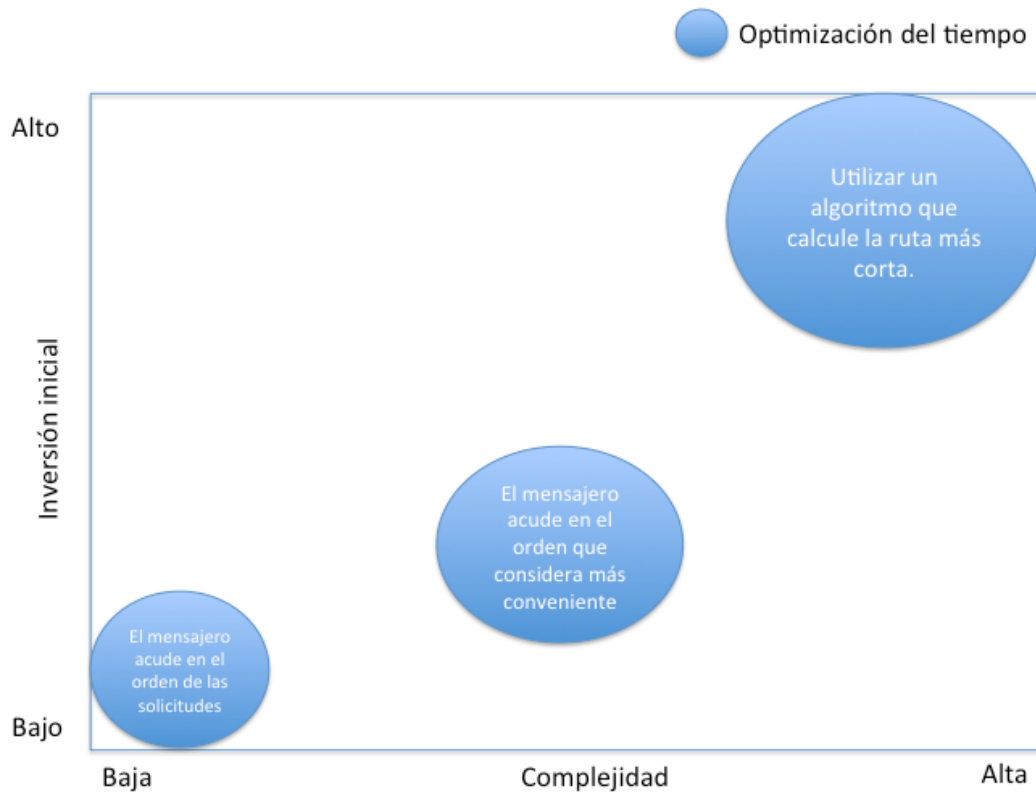 Optimización del tiempo
Alto
Utilizar un
algoritmo que
calcule la ruta más
corta.
Inversión inicial
El mensajero
acude en el
orden que
considera más
conveniente
El mensajero
acude en el
orden de las
solicitudes
Bajo
Baja
Complejidad
Alta